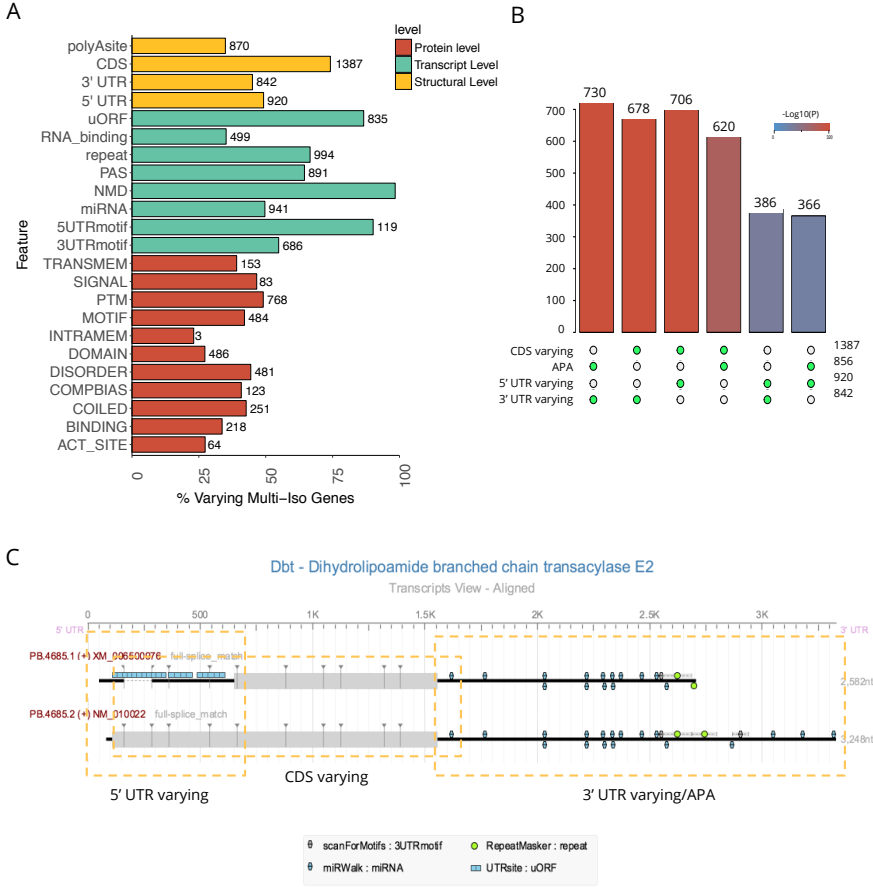 A
level
Protein level
Transcript Level
Structural Level
polyAsite 870
CDS 1387
3' UTR 842
5' UTR 920
uORF 835
RNA_binding 499
repeat 994
PAS 891
NMD
miRNA 941
5UTRmotif 119
3UTRmotif 686
TRANSMEM 153
SIGNAL 83
PTM 768
MOTIF 484
INTRAMEM 3
DOMAIN 486
DISORDER 481
COMPBIAS 123
COILED 251
BINDING 218
ACT_SITE 64
Feature
0 25 50 75 100
% Varying Multi−Iso Genes
B
730 678 706 620 386 366
-Log10(P)
700
600
500
400
300
200
100
0
CDS varying 1387
APA 856
5’ UTR varying 920
3’ UTR varying 842
C
Dbt - Dihydrolipoamide branched chain transacylase E2
Transcripts View - Aligned
0 500 1K 1.5K 2K 2.5K 3K
5' UTR 3' UTR
PB.4685.1 (+) XM_006500976 full-splice_match
2,582nt
PB.4685.2 (+) NM_010022 full-splice_match
3,248nt
5’ UTR varying
CDS varying
3’ UTR varying/APA
scanForMotifs : 3UTRmotif
RepeatMasker : repeat
miRWalk : miRNA
UTRsite : uORF